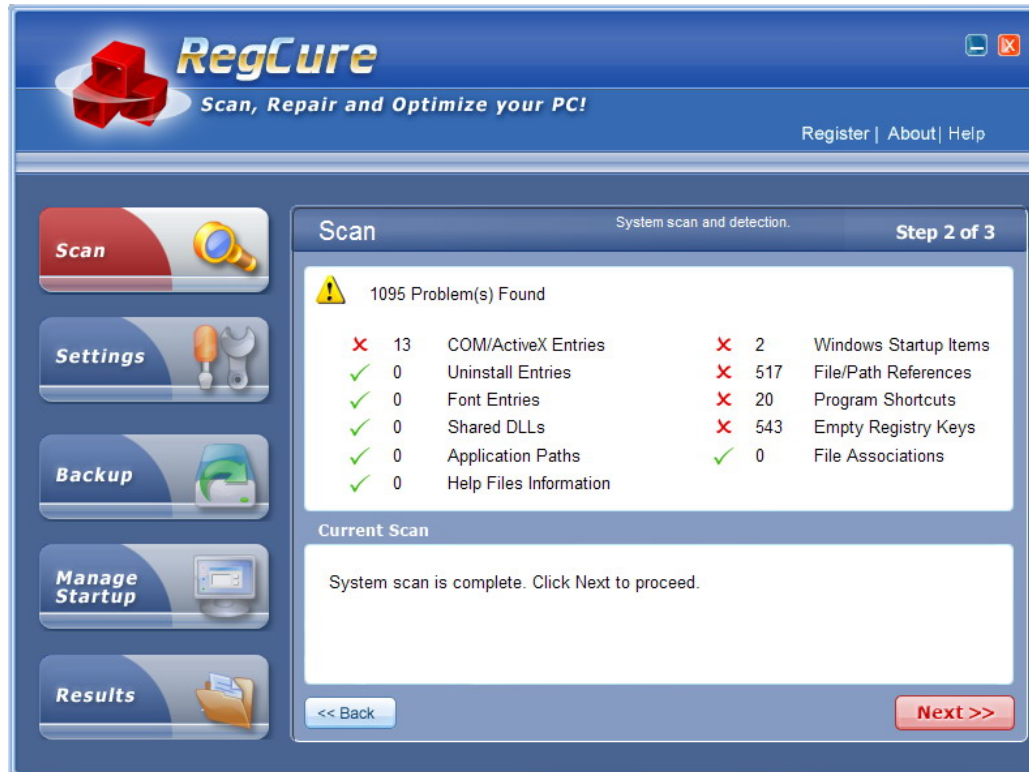 RegCure
Scan, Repair and Optimize your PC!
Register | About | Help
Scan
Settings
Backup
Manage
Startup
Results
Scan System scan and detection. Step 2 of 3
1095 Problem(s) Found
13 COM/ActiveX Entries
0 Uninstall Entries
0 Font Entries
0 Shared DLLs
0 Application Paths
0 Help Files Information
2 Windows Startup Items
517 File/Path References
20 Program Shortcuts
543 Empty Registry Keys
0 File Associations
Current Scan
System scan is complete. Click Next to proceed.
<< Back
Next >>